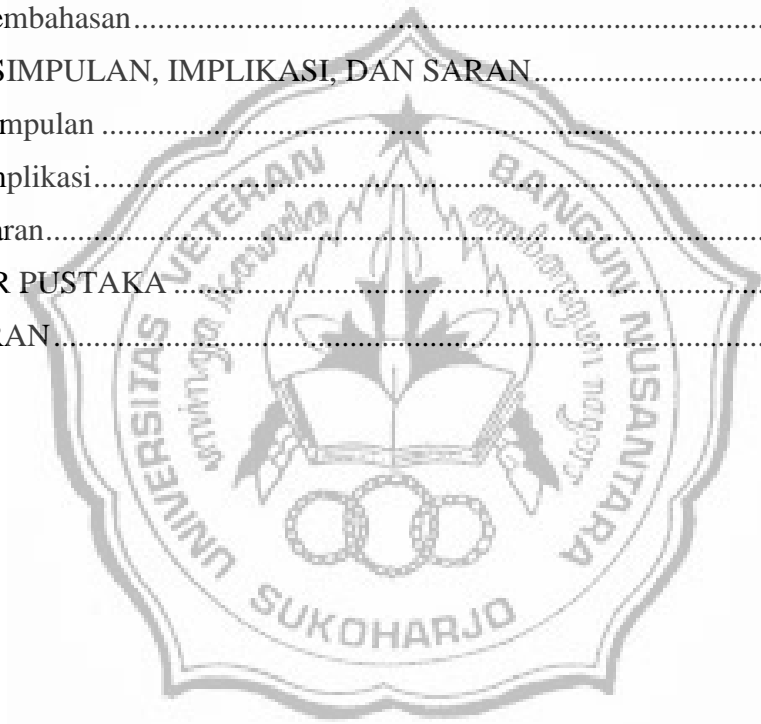 embahasan..........................................................................
SIMPULAN, IMPLIKASI, DAN SARAN..............................
mpulan ..............................................................................
nplikasi...............................................................................
aran.....................................................................................
R PUSTAKA .....................................................................
RAN....................................................................................
UNIVERSITAS VETERAN BANGUN NUSANTARA
SUKOHARJO